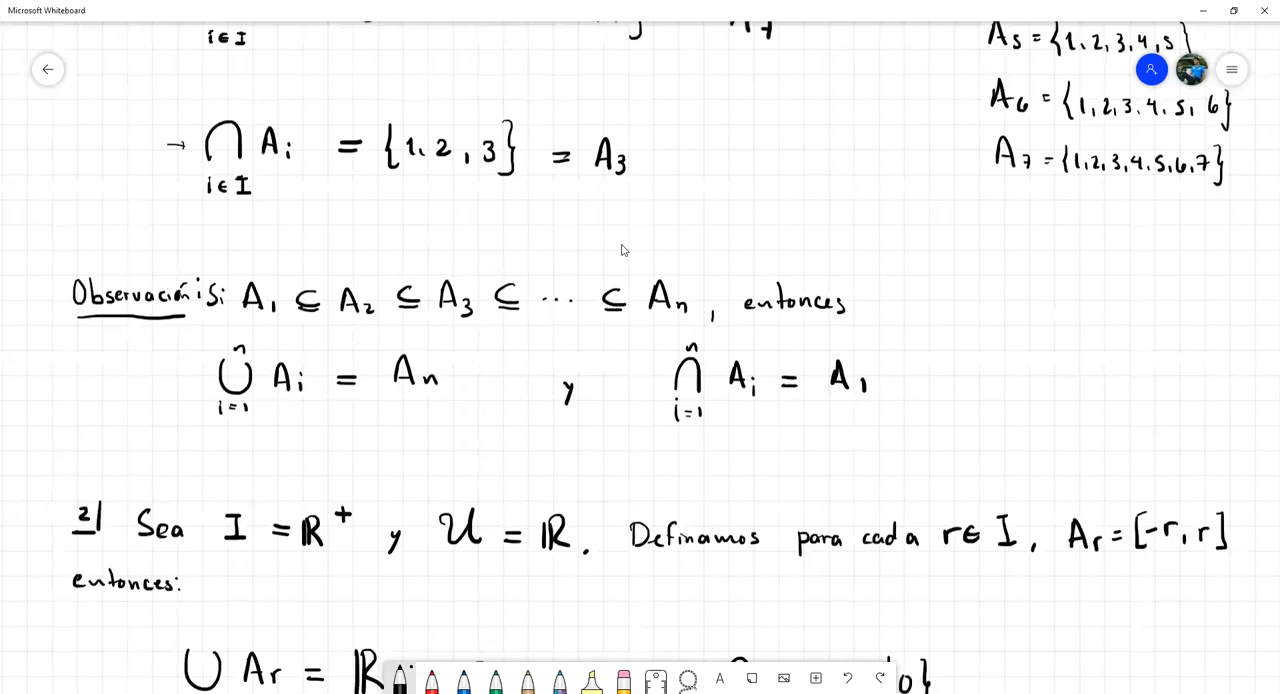 Microsoft Whiteboard
i ∈ I
A5 = {1,2,3,4,5}
A6 = {1,2,3,4,5,6}
A7 = {1,2,3,4,5,6,7}
→ ⋂ Ai = {1,2,3} = A3
i ∈ I
Observación: Si A1 ⊆ A2 ⊆ A3 ⊆ ... ⊆ An, entonces
n n
⋃ Ai = An y ⋂ Ai = A1
i=1 i=1
2) Sea I = ℝ+ y U = ℝ. Definamos para cada r ∈ I, Ar = [-r, r]
entonces:
⋃ Ar = ℝ
0}